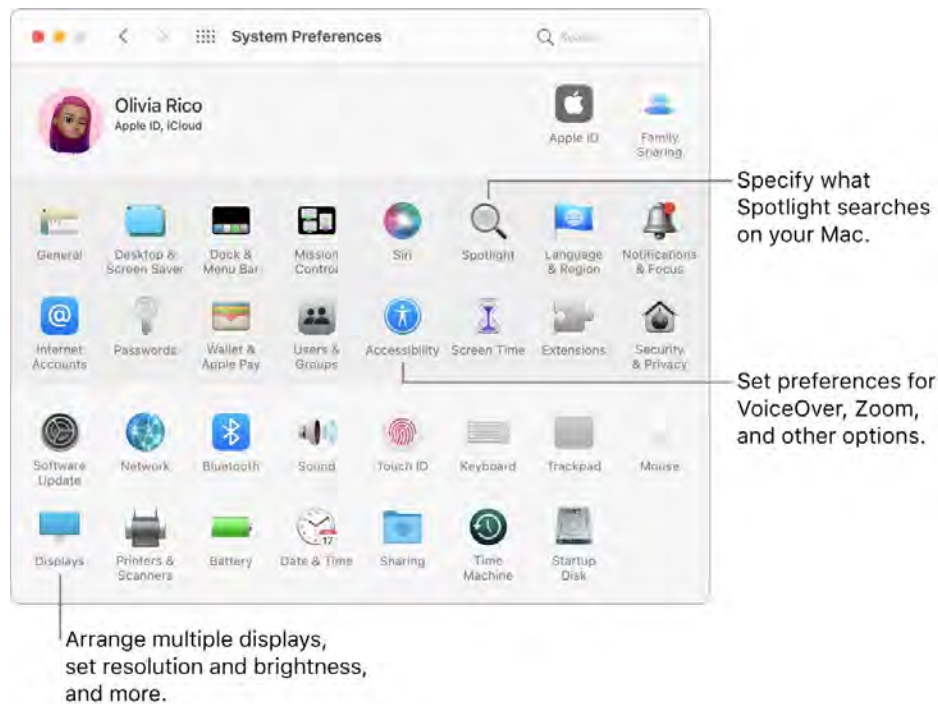 System Preferences
Search
Olivia Rico
Apple ID, iCloud
Apple ID
Family
Sharing
Specify what
Spotlight searches
on your Mac.
General
Desktop &
Screen Saver
Dock &
Menu Bar
Mission
Control
Siri
Spotlight
Language
& Region
Notifications
& Focus
Internet
Accounts
Passwords
Wallet &
Apple Pay
Users &
Groups
Accessibility
Screen Time
Extensions
Security
& Privacy
Set preferences for
VoiceOver, Zoom,
and other options.
Software
Update
Network
Bluetooth
Sound
Touch ID
Keyboard
Trackpad
Mouse
17
Displays
Printers &
Scanners
Battery
Date & Time
Sharing
Time
Machine
Startup
Disk
Arrange multiple displays,
set resolution and brightness,
and more.